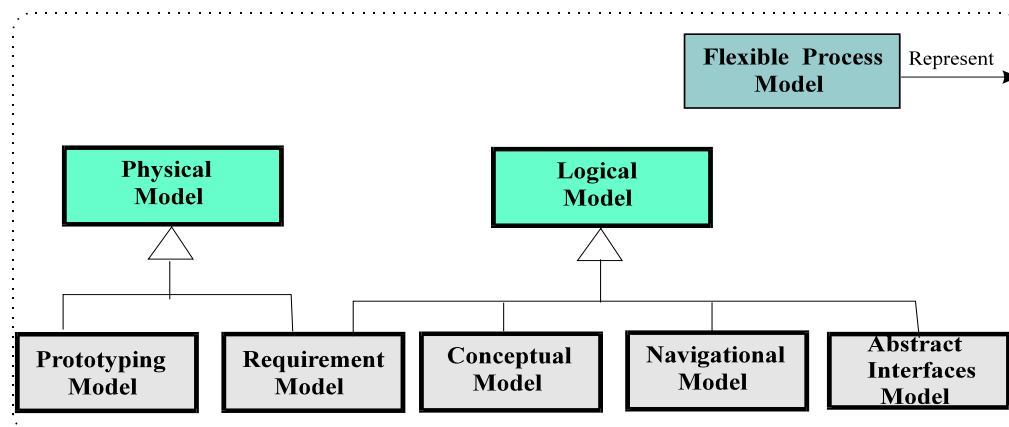 Flexible Process
Model
Represent
Physical
Model
Logical
Model
Prototyping
Model
Requirement
Model
Conceptual
Model
Navigational
Model
Abstract
Interfaces
Model